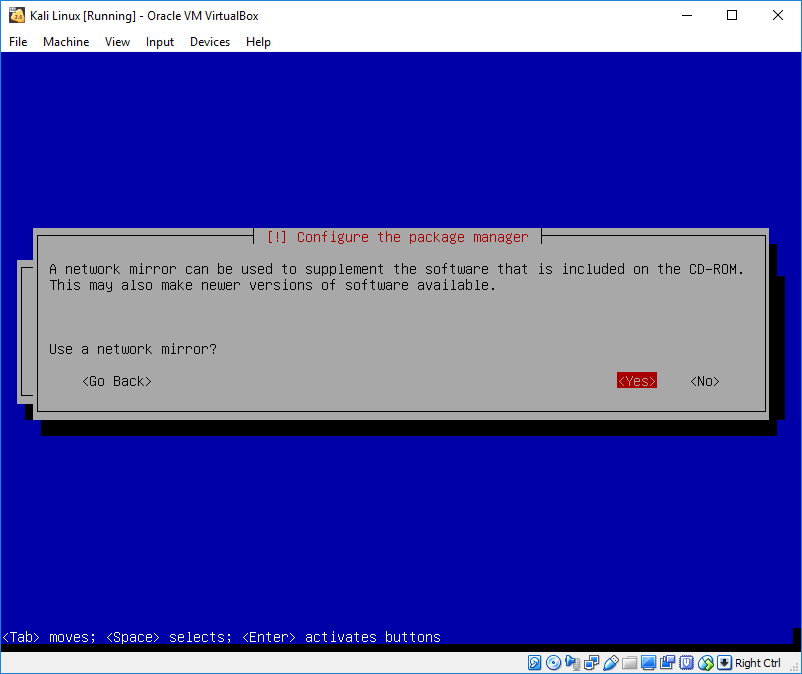 Kali Linux [Running] - Oracle VM VirtualBox
File Machine View Input Devices Help
[!] Configure the package manager
A network mirror can be used to supplement the software that is included on the CD-ROM.
This may also make newer versions of software available.
Use a network mirror?
<Go Back> <Yes> <No>
<Tab> moves; <Space> selects; <Enter> activates buttons
Right Ctrl